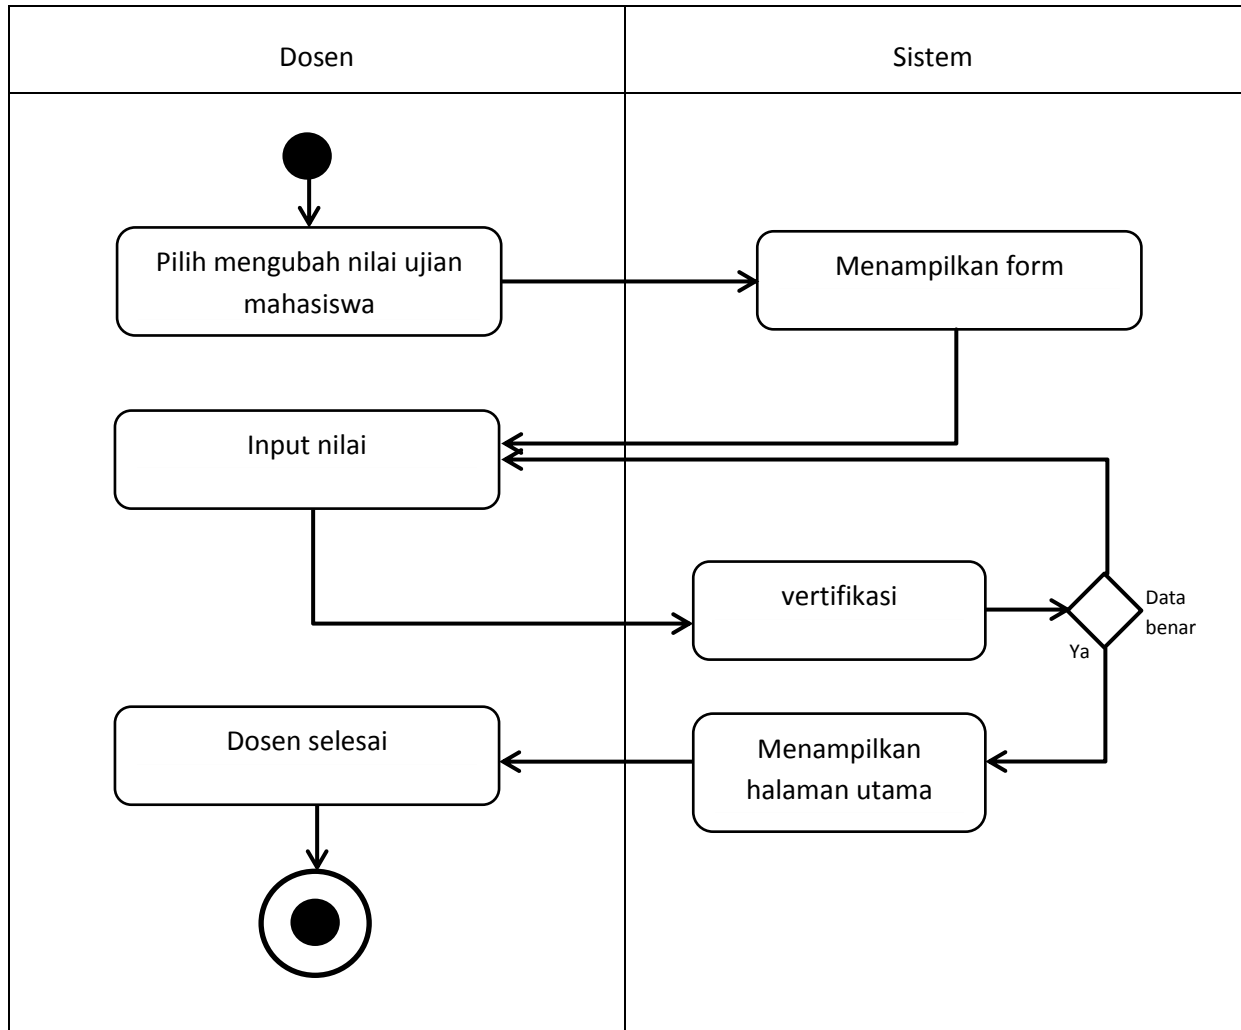 Dosen
Sistem
Pilih mengubah nilai ujian
mahasiswa
Menampilkan form
Input nilai
vertifikasi
Data
benar
Ya
Dosen selesai
Menampilkan
halaman utama